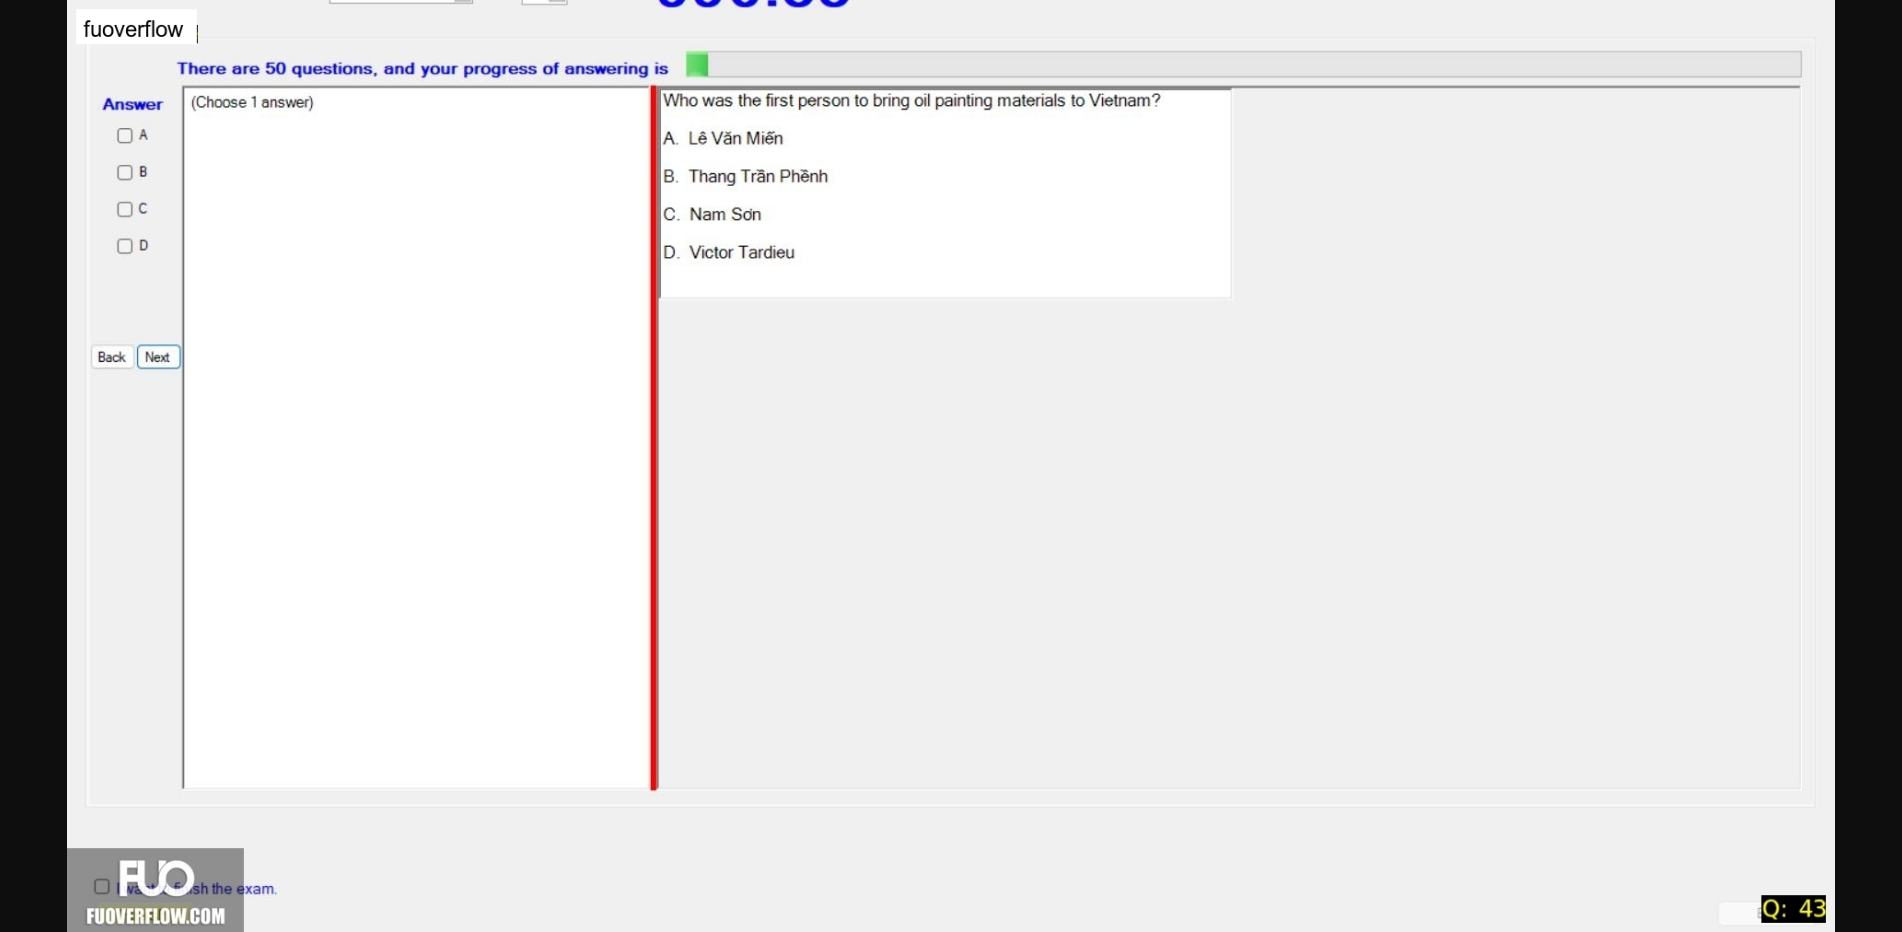 fuoverflow
There are 50 questions, and your progress of answering is
Answer
(Choose 1 answer)
A
B
C
D
Back
Next
Who was the first person to bring oil painting materials to Vietnam?
A. Lê Văn Miến
B. Thang Trần Phềnh
C. Nam Sơn
D. Victor Tardieu
I want finish the exam.
FUO
FUOVERFLOW.COM
Q: 43